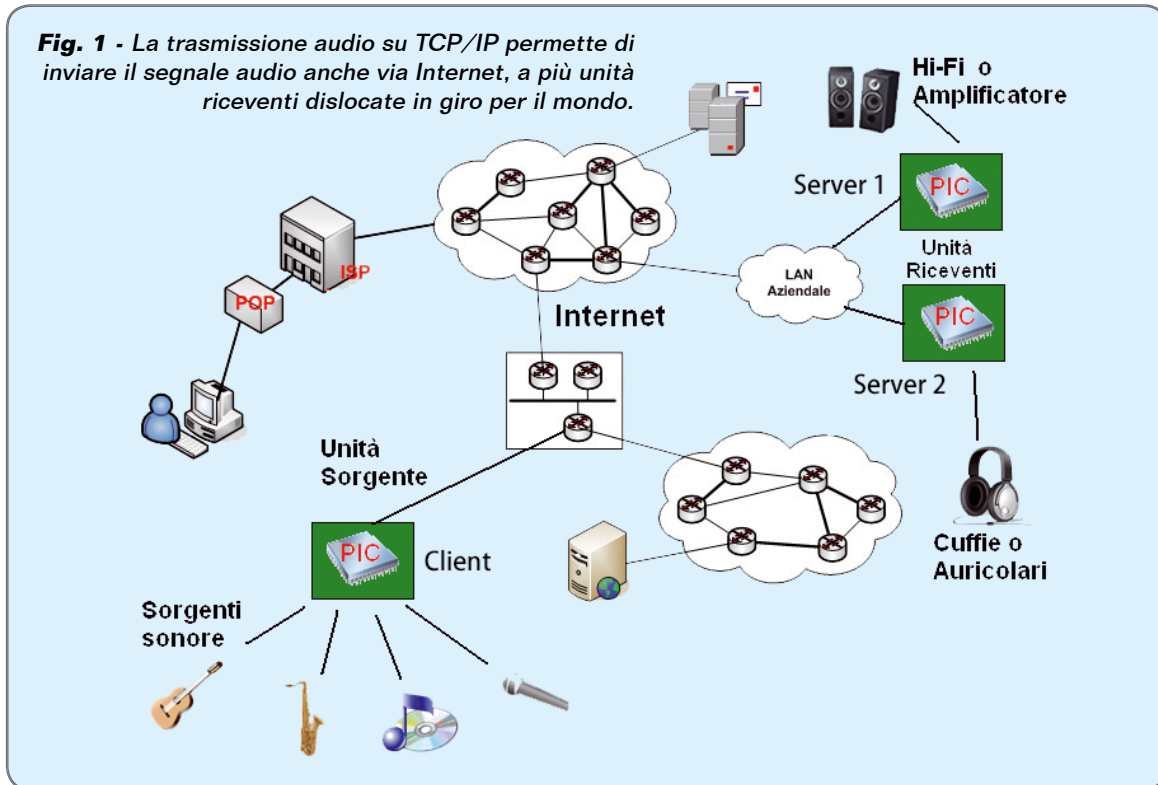 Fig. 1 - La trasmissione audio su TCP/IP permette di
inviare il segnale audio anche via Internet, a più unità
riceventi dislocate in giro per il mondo.
Hi-Fi o
Amplificatore
Server 1
PIC
Unità
Riceventi
ISP
POP
LAN
Aziendale
Internet
PIC
Server 2
Unità
Sorgente
PIC
Client
Cuffie o
Auricolari
Sorgenti
sonore